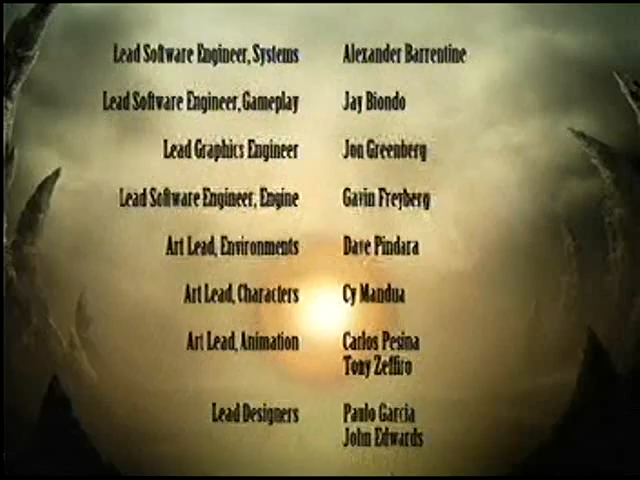 Lead Software Engineer, Systems Alexander Barrentine
Lead Software Engineer, Gameplay Jay Biondo
Lead Graphics Engineer Jon Greenberg
Lead Software Engineer, Engine Gavin Freyberg
Art Lead, Environments Dave Pindara
Art Lead, Characters Cy Mandua
Art Lead, Animation Carlos Pesina
Tony Zeffiro
Lead Designers Paulo Garcia
John Edwards